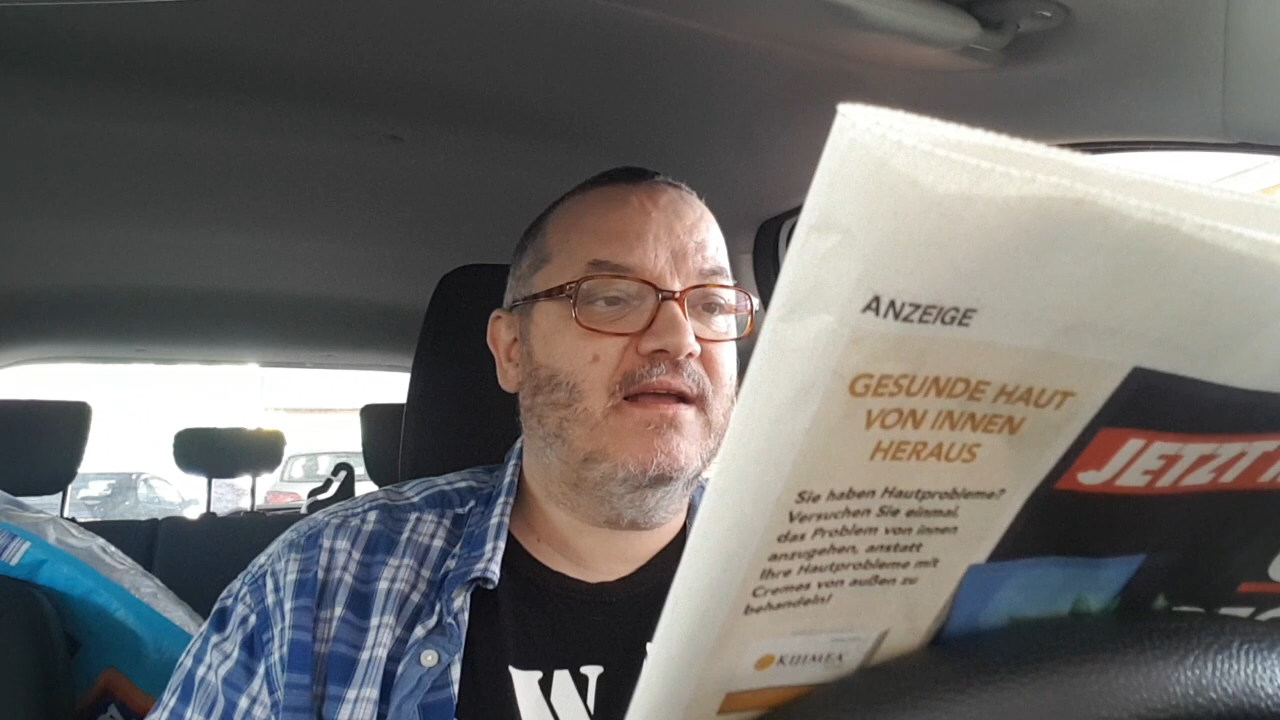 ANZEIGE
GESUNDE HAUT
VON INNEN
HERAUS
Sie haben Hautprobleme?
Versuchen Sie einmal,
das Problem von innen
anzugehen, anstatt
Ihre Hautprobleme mit
Cremes von außen zu
behandeln!
KIJIMEA
JETZT
W